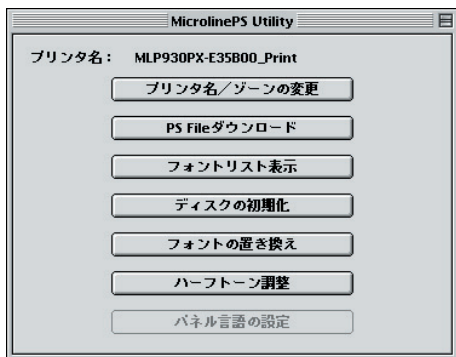 MicrolinePS Utility
プリンタ名： MLP930PX-E35B00_Print
プリンタ名／ゾーンの変更
PS Fileダウンロード
フォントリスト表示
ディスクの初期化
フォントの置き換え
ハーフトーン調整
パネル言語の設定